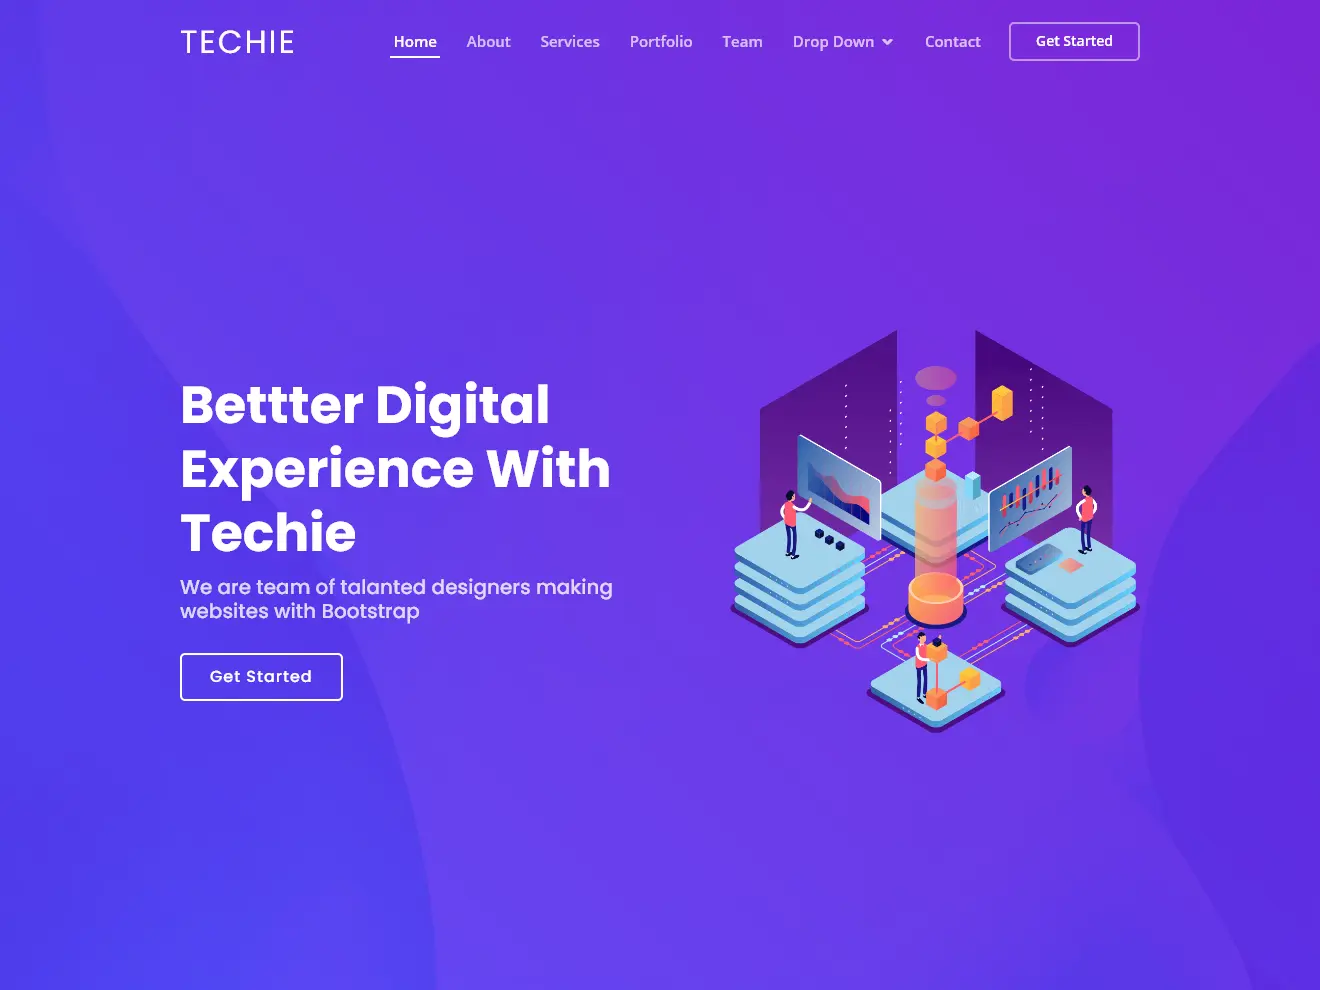 TECHIE
Home About Services Portfolio Team Drop Down Contact Get Started
Bettter Digital
Experience With
Techie
We are team of talanted designers making
websites with Bootstrap
Get Started